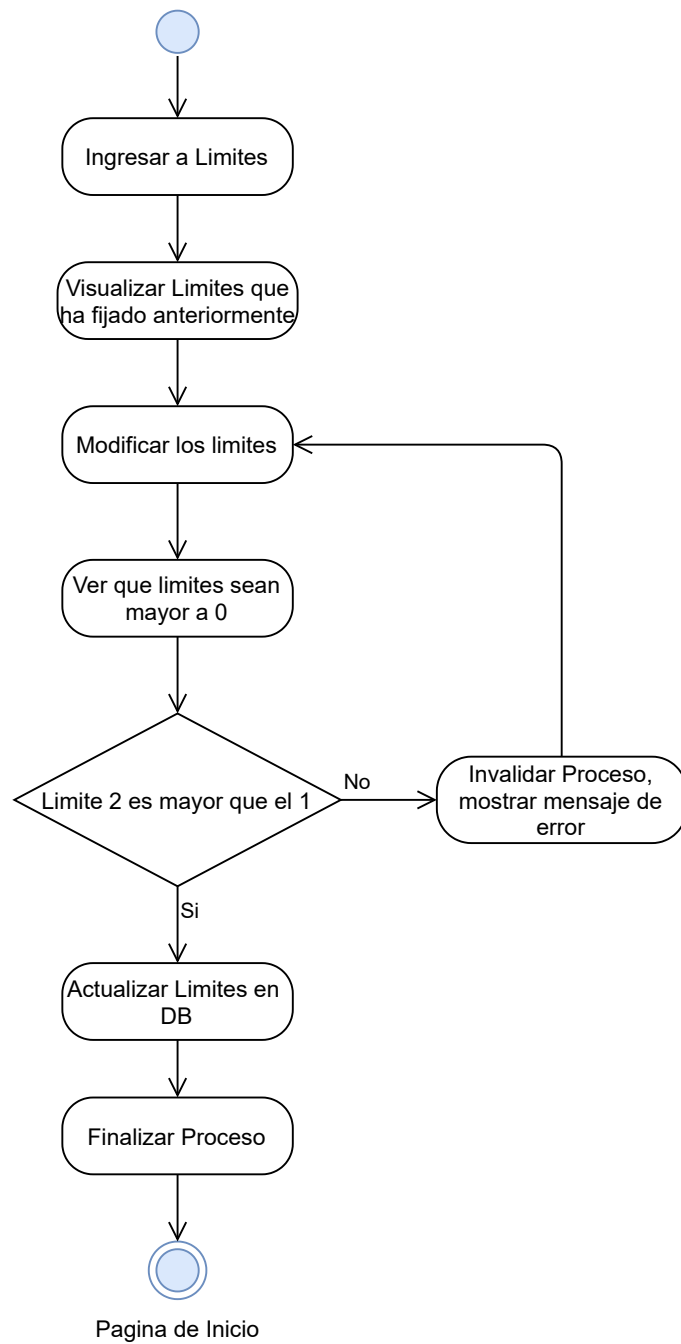 Ingresar a Limites
Visualizar Limites que
ha fijado anteriormente
Modificar los limites
Ver que limites sean
mayor a 0
Limite 2 es mayor que el 1
No
Invalidar Proceso,
mostrar mensaje de
error
Si
Actualizar Limites en
DB
Finalizar Proceso
Pagina de Inicio